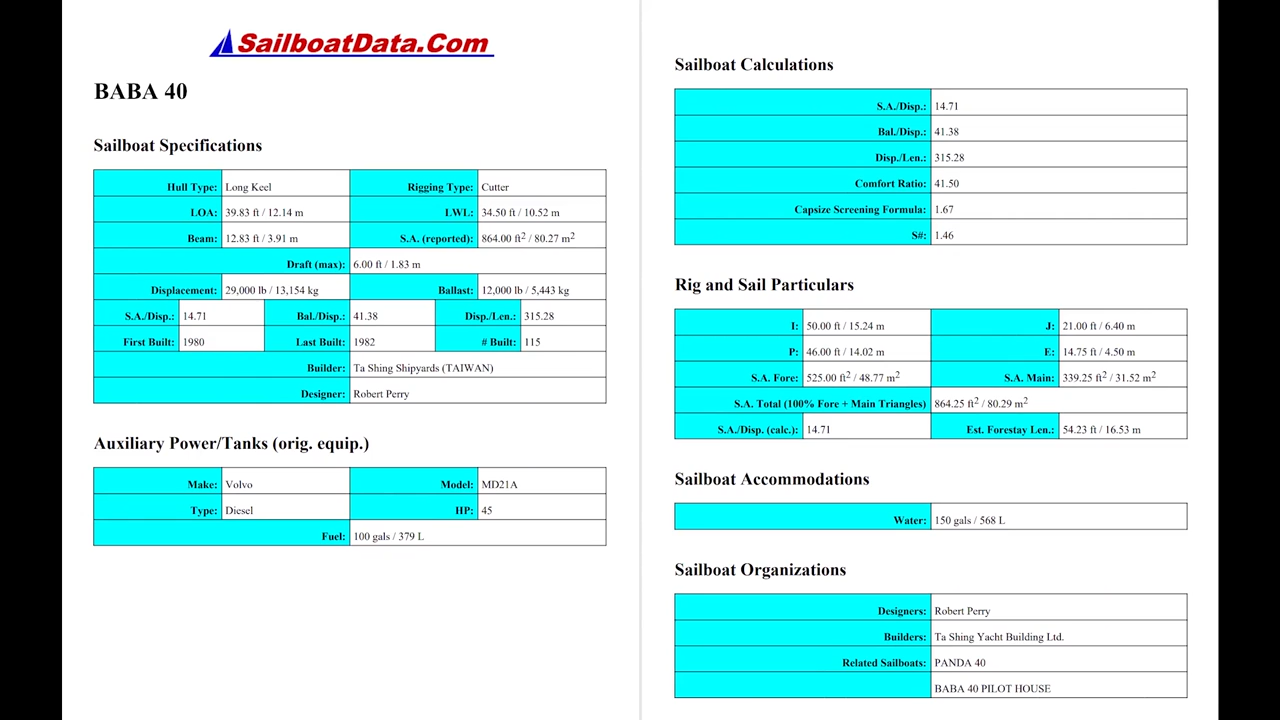 SailboatData.Com
BABA 40
Sailboat Specifications
Hull Type: Long Keel Rigging Type: Cutter
LOA: 39.83 ft / 12.14 m LWL: 34.50 ft / 10.52 m
Beam: 12.83 ft / 3.91 m S.A. (reported): 864.00 ft2 / 80.27 m2
Draft (max): 6.00 ft / 1.83 m
Displacement: 29,000 lb / 13,154 kg Ballast: 12,000 lb / 5,443 kg
S.A./Disp.: 14.71 Bal./Disp.: 41.38 Disp./Len.: 315.28
First Built: 1980 Last Built: 1982 # Built: 115
Builder: Ta Shing Shipyards (TAIWAN)
Designer: Robert Perry
Auxiliary Power/Tanks (orig. equip.)
Make: Volvo Model: MD21A
Type: Diesel HP: 45
Fuel: 100 gals / 379 L
Sailboat Calculations
S.A./Disp.: 14.71
Bal./Disp.: 41.38
Disp./Len.: 315.28
Comfort Ratio: 41.50
Capsize Screening Formula: 1.67
S#: 1.46
Rig and Sail Particulars
I: 50.00 ft / 15.24 m J: 21.00 ft / 6.40 m
P: 46.00 ft / 14.02 m E: 14.75 ft / 4.50 m
S.A. Fore: 525.00 ft2 / 48.77 m2 S.A. Main: 339.25 ft2 / 31.52 m2
S.A. Total (100% Fore + Main Triangles) 864.25 ft2 / 80.29 m2
S.A./Disp. (calc.): 14.71 Est. Forestay Len.: 54.23 ft / 16.53 m
Sailboat Accommodations
Water: 150 gals / 568 L
Sailboat Organizations
Designers: Robert Perry
Builders: Ta Shing Yacht Building Ltd.
Related Sailboats: PANDA 40
BABA 40 PILOT HOUSE